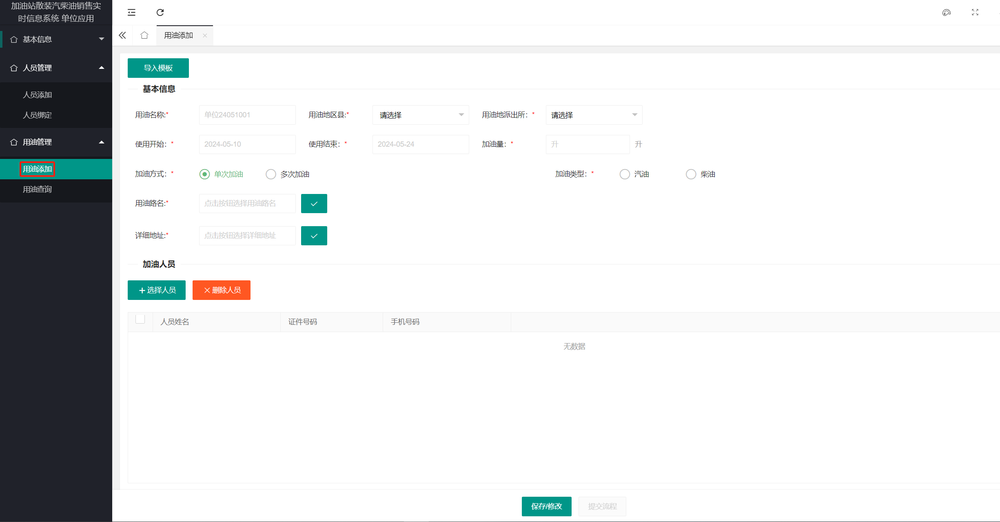 加油站散装汽柴油销售实
时信息系统 单位应用
基本信息
人员管理
人员添加
人员绑定
用油管理
用油添加
用油查询
用油添加
导入模板
基本信息
用油名称:* 单位24051001 用油地区县:* 请选择 用油地派出所：* 请选择
使用开始：* 2024-05-10 使用结束：* 2024-05-24 加油量：* 升 升
加油方式：* 单次加油 多次加油 加油类型：* 汽油 柴油
用油路名:* 点击按钮选择用油路名
详细地址:* 点击按钮选择详细地址
加油人员
选择人员 删除人员
人员姓名 证件号码 手机号码
无数据
保存/修改 提交流程